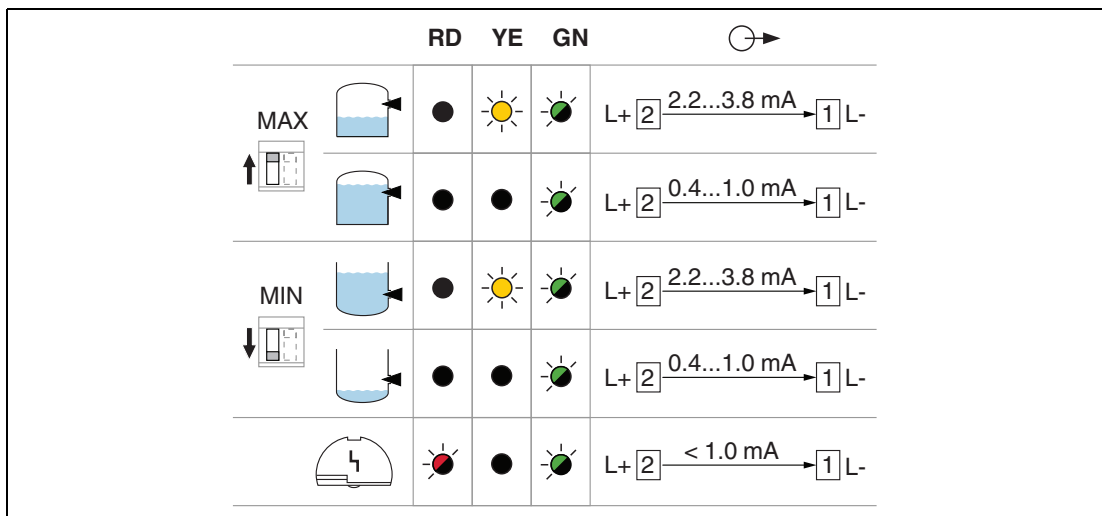 RD YE GN
MAX
L+ 2 2.2...3.8 mA 1 L-
L+ 2 0.4...1.0 mA 1 L-
MIN
L+ 2 2.2...3.8 mA 1 L-
L+ 2 0.4...1.0 mA 1 L-
L+ 2 < 1.0 mA 1 L-